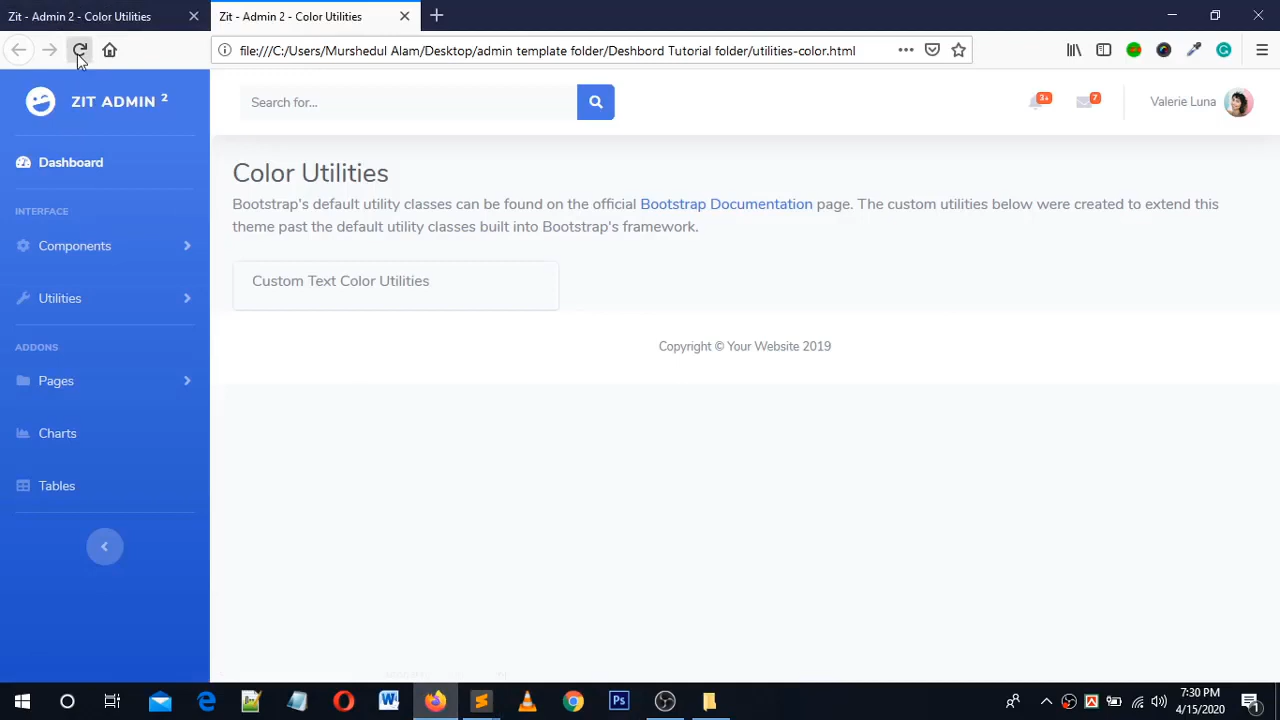 Zit - Admin 2 - Color Utilities
Zit - Admin 2 - Color Utilities
file:///C:/Users/Murshedul Alam/Desktop/admin template folder/Deshbord Tutorial folder/utilities-color.html
ZIT ADMIN 2
Search for...
3+
7
Valerie Luna
Dashboard
INTERFACE
Components
Utilities
ADDONS
Pages
Charts
Tables
Color Utilities
Bootstrap's default utility classes can be found on the official Bootstrap Documentation page. The custom utilities below were created to extend this
theme past the default utility classes built into Bootstrap's framework.
Custom Text Color Utilities
Copyright © Your Website 2019
7:30 PM
4/15/2020
1